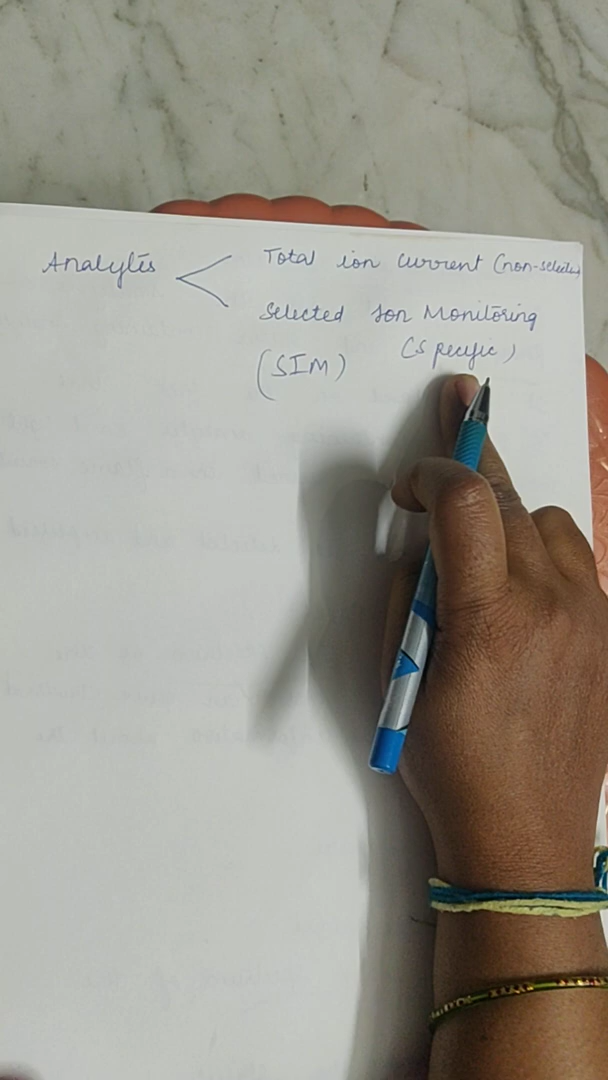 Analytes
Total ion current (non-selective)
Selected Ion Monitoring
(SIM) (Specific)